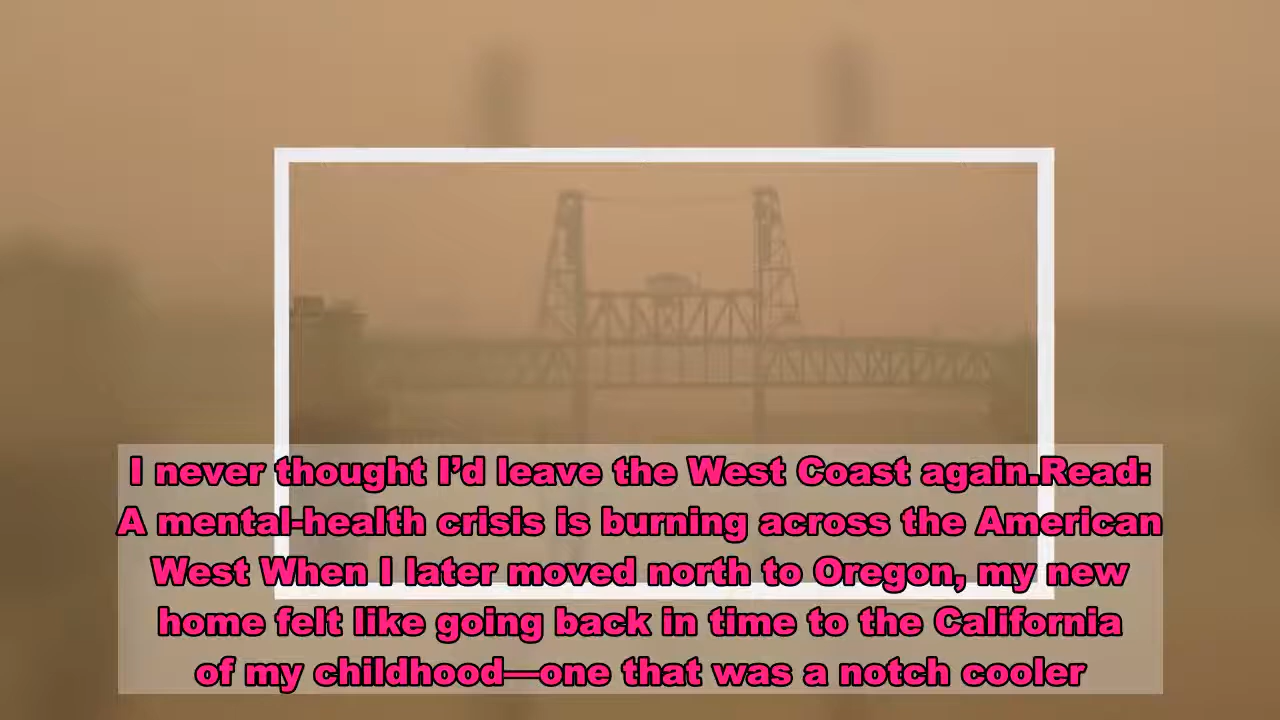 I never thought I’d leave the West Coast again.Read:
A mental-health crisis is burning across the American
West When I later moved north to Oregon, my new
home felt like going back in time to the California
of my childhood—one that was a notch cooler